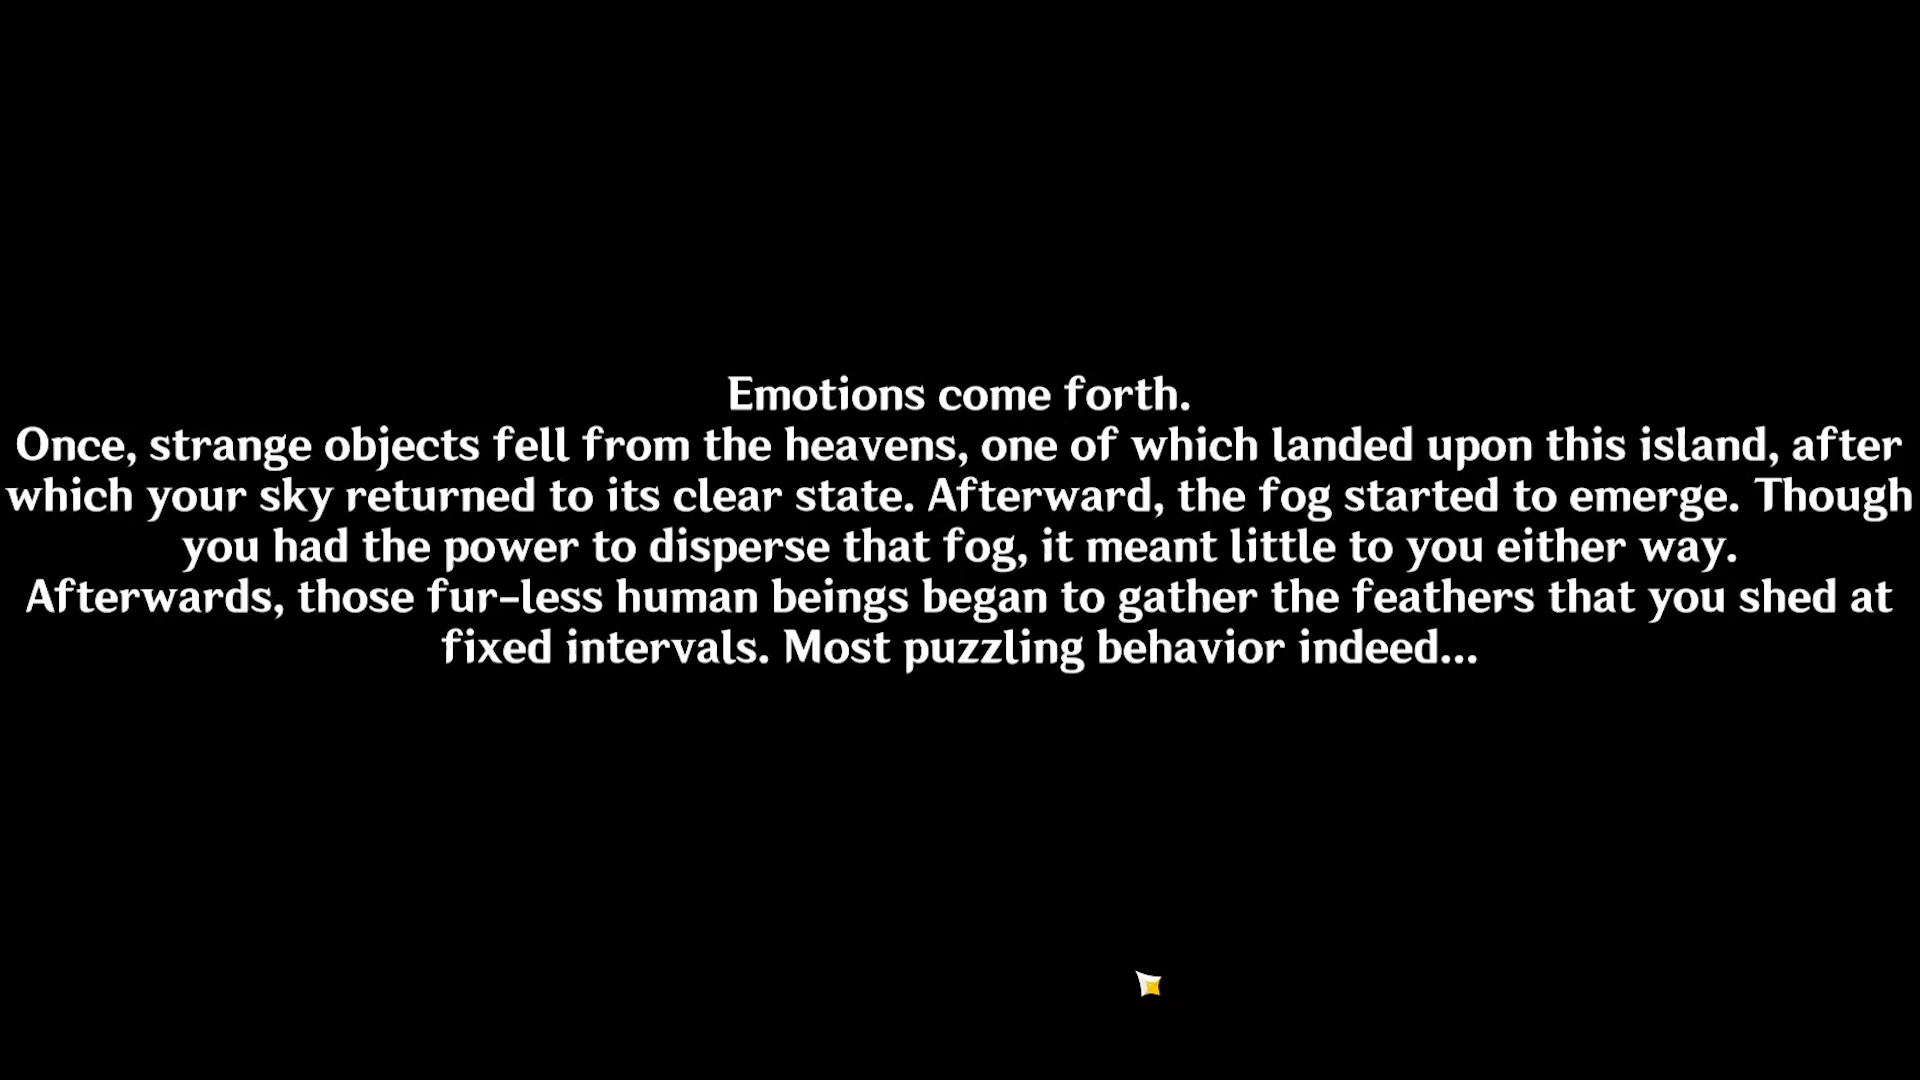 Emotions come forth.
Once, strange objects fell from the heavens, one of which landed upon this island, after
which your sky returned to its clear state. Afterward, the fog started to emerge. Though
you had the power to disperse that fog, it meant little to you either way.
Afterwards, those fur-less human beings began to gather the feathers that you shed at
fixed intervals. Most puzzling behavior indeed...